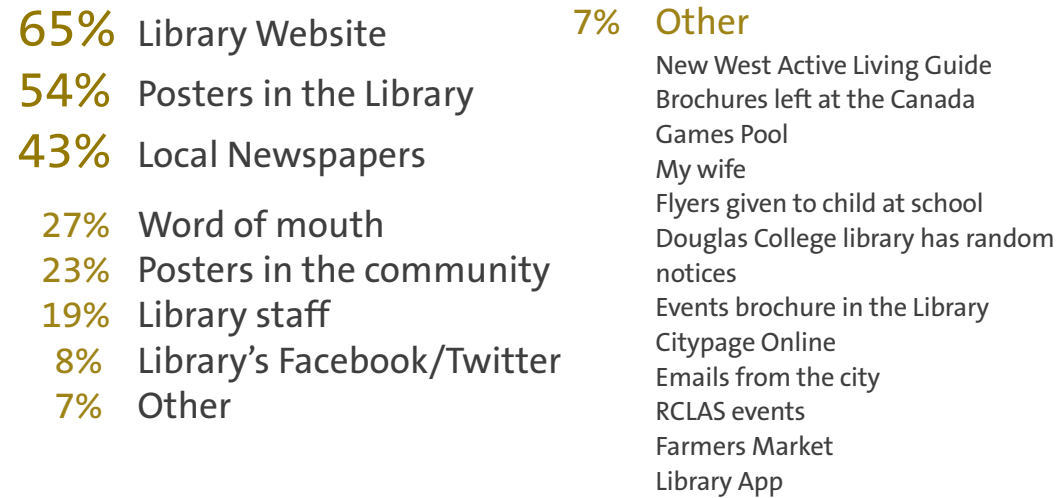 65% Library Website
54% Posters in the Library
43% Local Newspapers
27% Word of mouth
23% Posters in the community
19% Library staff
8% Library's Facebook/Twitter
7% Other
7% Other
New West Active Living Guide
Brochures left at the Canada
Games Pool
My wife
Flyers given to child at school
Douglas College library has random
notices
Events brochure in the Library
Citypage Online
Emails from the city
RCLAS events
Farmers Market
Library App